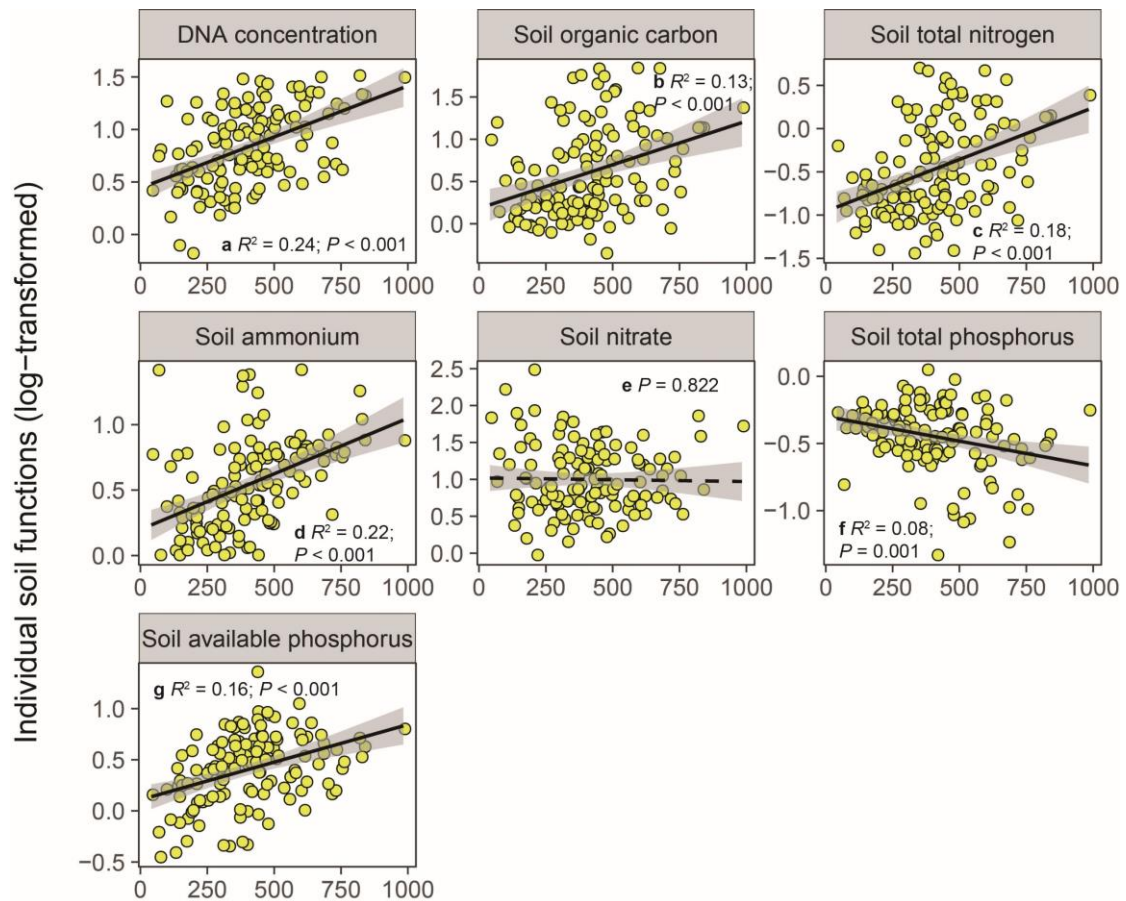 Individual soil functions (log−transformed)
DNA concentration
1.5
1.0
0.5
0.0
a R² = 0.24; P < 0.001
0 250 500 750 1000
Soil organic carbon
1.5
1.0
0.5
0.0
b R² = 0.13;
P < 0.001
0 250 500 750 1000
Soil total nitrogen
0.5
0.0
−0.5
−1.0
−1.5
c R² = 0.18;
P < 0.001
0 250 500 750 1000
Soil ammonium
1.0
0.5
0.0
d R² = 0.22;
P < 0.001
0 250 500 750 1000
Soil nitrate
2.5
2.0
1.5
1.0
0.5
0.0
e P = 0.822
0 250 500 750 1000
Soil total phosphorus
0.0
−0.5
−1.0
f R² = 0.08;
P = 0.001
0 250 500 750 1000
Soil available phosphorus
1.0
0.5
0.0
−0.5
g R² = 0.16; P < 0.001
0 250 500 750 1000